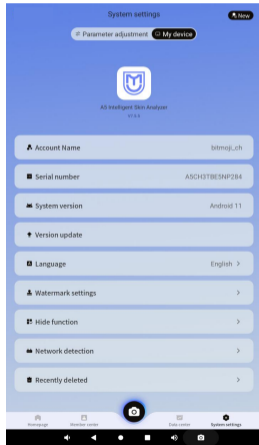 System settings
New
Parameter adjustment
My device
AS Intelligent Skin Analyzer
Account Name
bitmoji_ch
Serial number
A5CH3TBE5NP284
System version
Android 11
Version update
Language
English >
Watermark settings
>
Hide function
>
Network detection
>
Recently deleted
>
Homepage
Member center
Data center
System settings